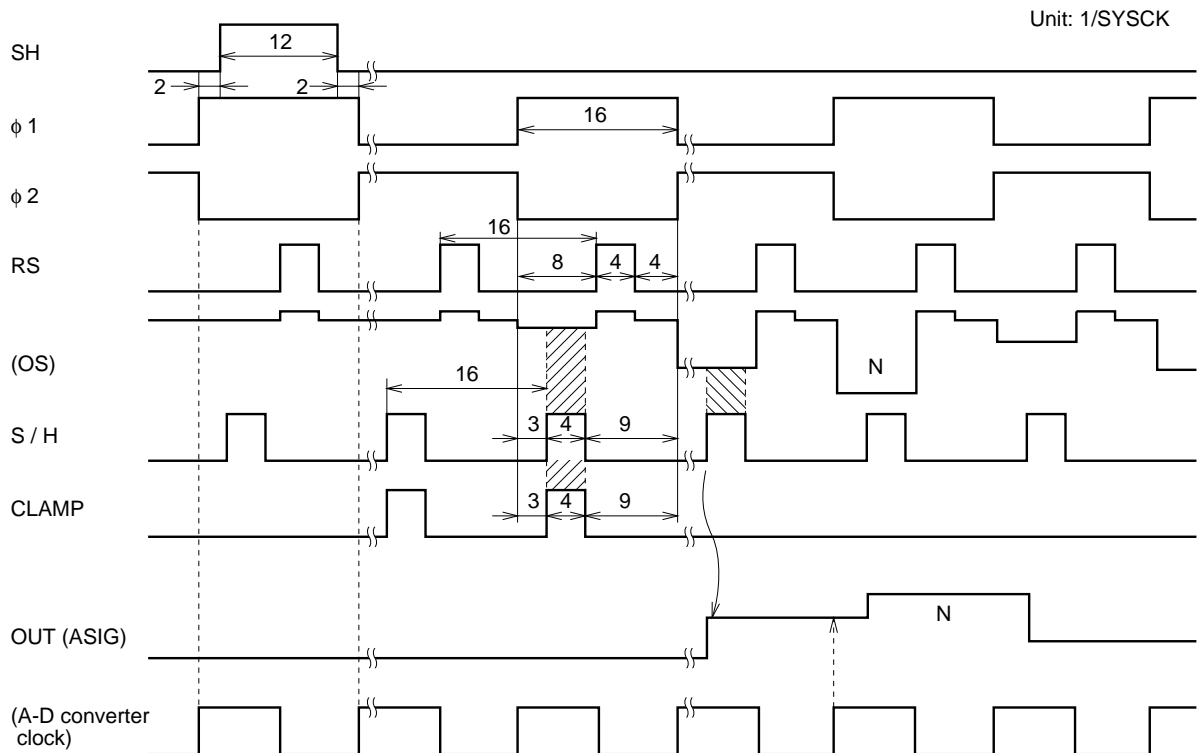 Unit: 1/SYSCK
SH
12
2
2
ϕ 1
16
ϕ 2
16
RS
8
4
4
(OS)
N
16
S / H
3
4
9
CLAMP
3
4
9
OUT (ASIG)
N
(A-D converter
clock)